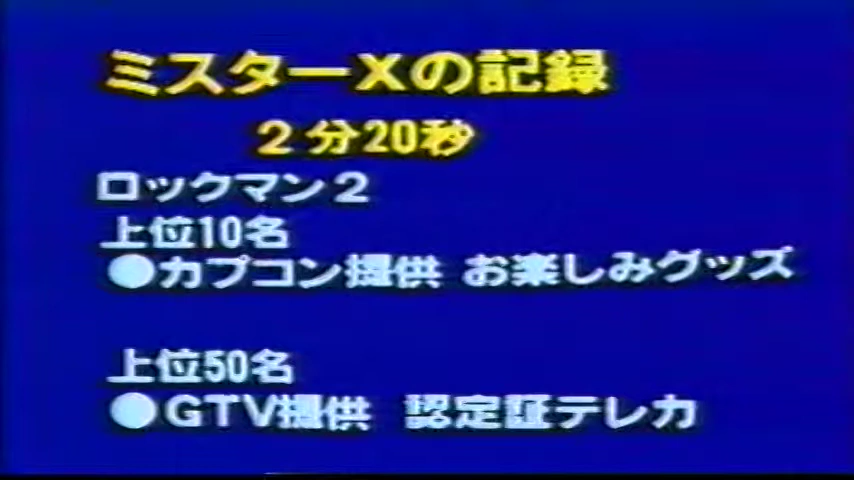 ミスターXの記録
2分20秒
ロックマン2
上位10名
●カプコン提供 お楽しみグッズ
上位50名
●GTV提供 認定証テレカ